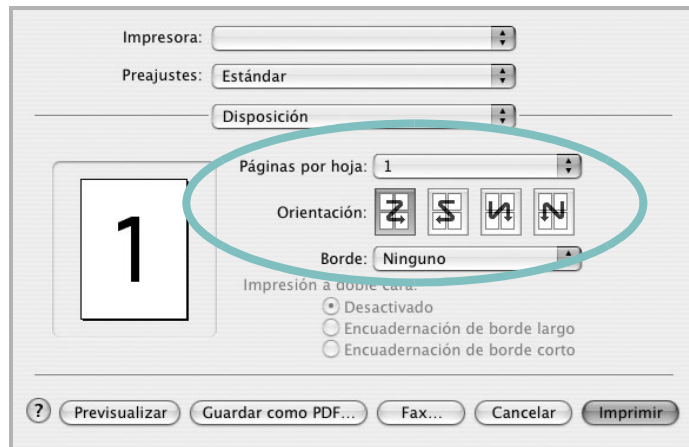 Impresora:
Preajustes: Estándar
Disposición
Páginas por hoja: 1
1
Orientación:
Borde: Ninguno
Impresión a doble cara:
Desactivado
Encuadernación de borde largo
Encuadernación de borde corto
? Previsualizar Guardar como PDF... Fax... Cancelar Imprimir